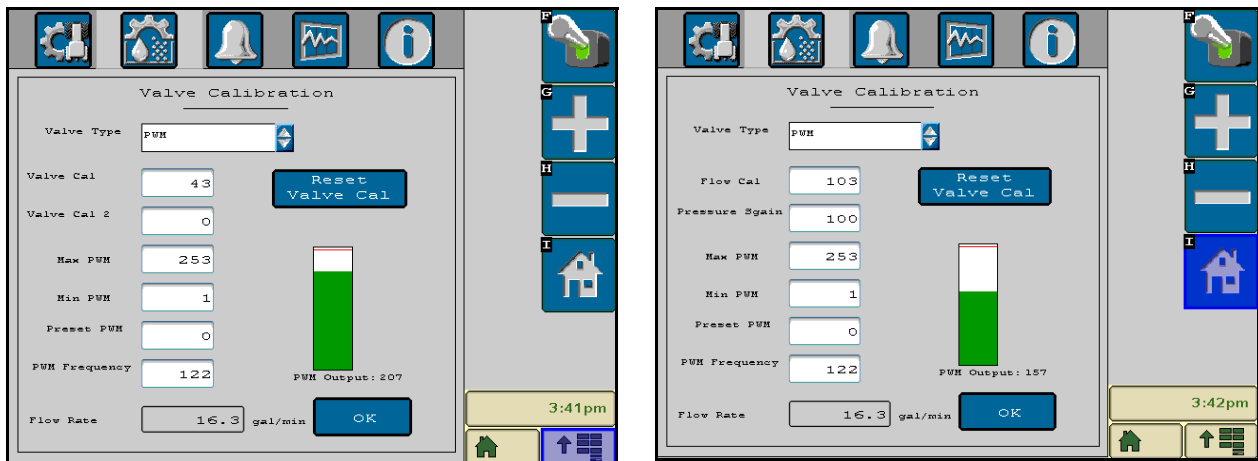 F
G
H
I
Valve Calibration
Valve Type PWM
Valve Cal 43
Reset
Valve Cal
Valve Cal 2 0
Max PWM 253
Min PWM 1
Preset PWM 0
PWM Frequency 122
PWM Output: 207
Flow Rate 16.3 gal/min OK
3:41pm
F
G
H
I
Valve Calibration
Valve Type PWM
Flow Cal 103
Reset
Valve Cal
Pressure Sgain 100
Max PWM 253
Min PWM 1
Preset PWM 0
PWM Frequency 122
PWM Output: 157
Flow Rate 16.3 gal/min OK
3:42pm